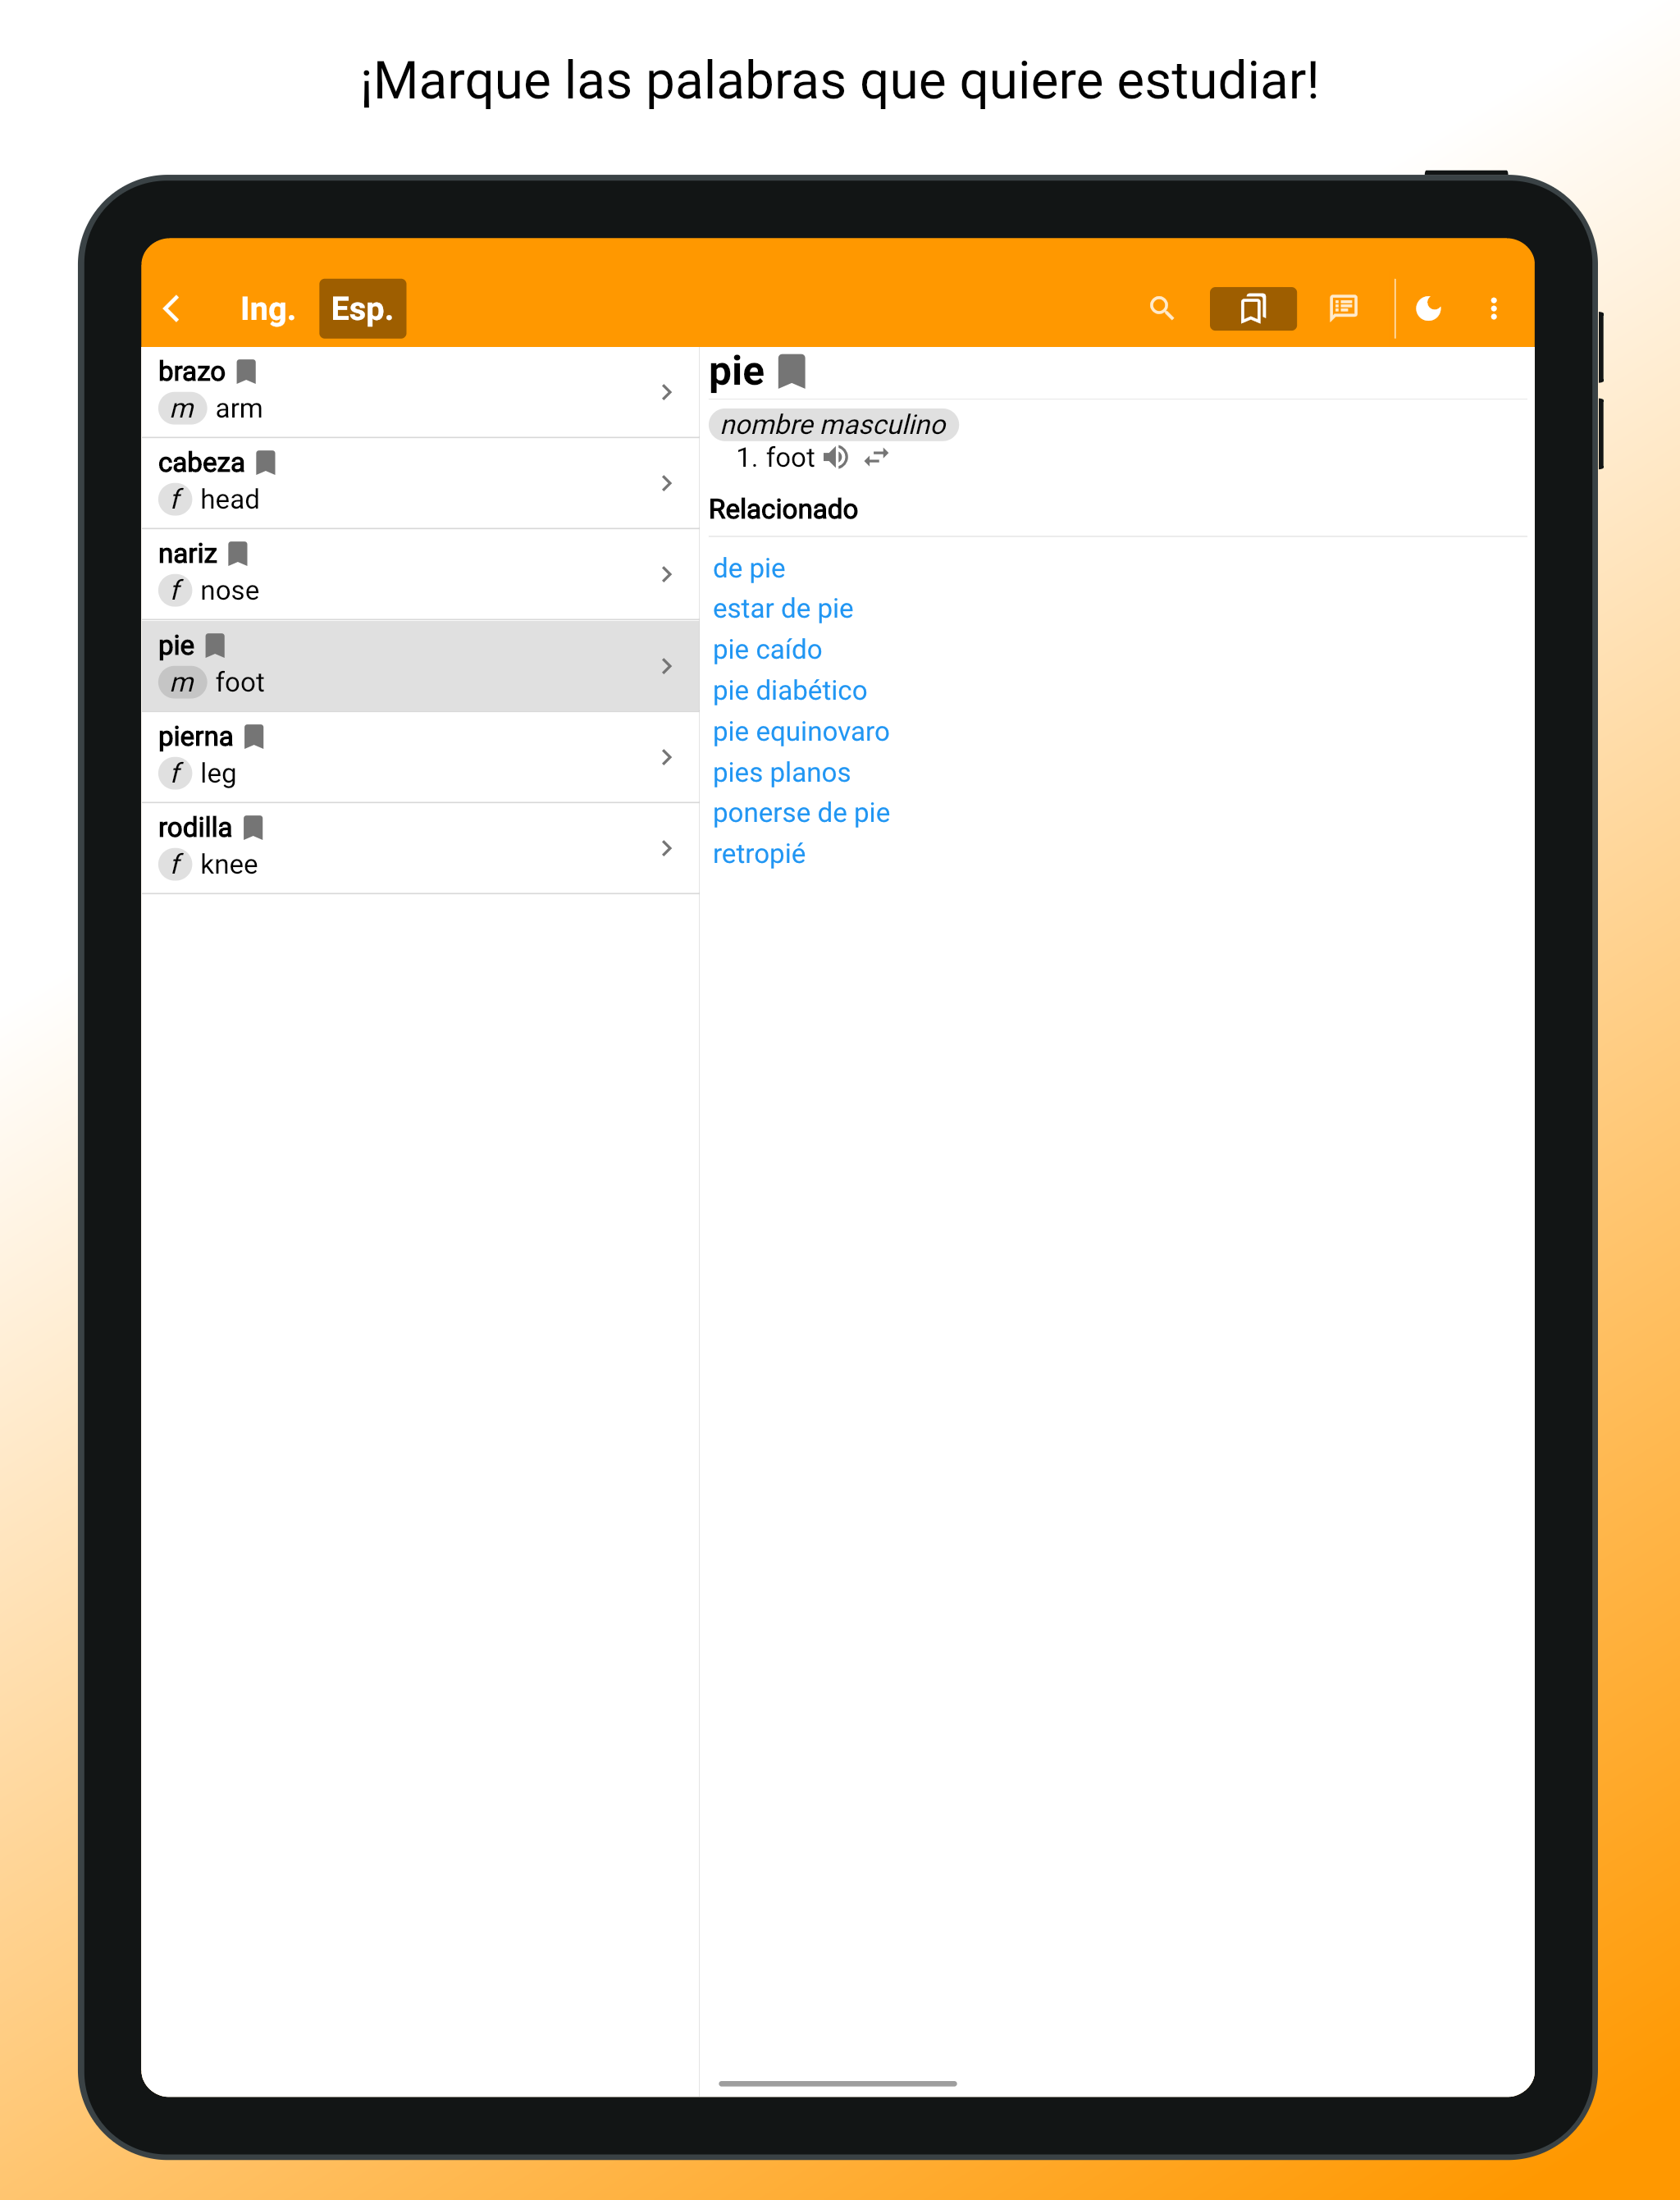 ¡Marque las palabras que quiere estudiar!
Ing. Esp.
brazo
m arm
cabeza
f head
nariz
f nose
pie
m foot
pierna
f leg
rodilla
f knee
pie
nombre masculino
1. foot
Relacionado
de pie
estar de pie
pie caído
pie diabético
pie equinovaro
pies planos
ponerse de pie
retropié